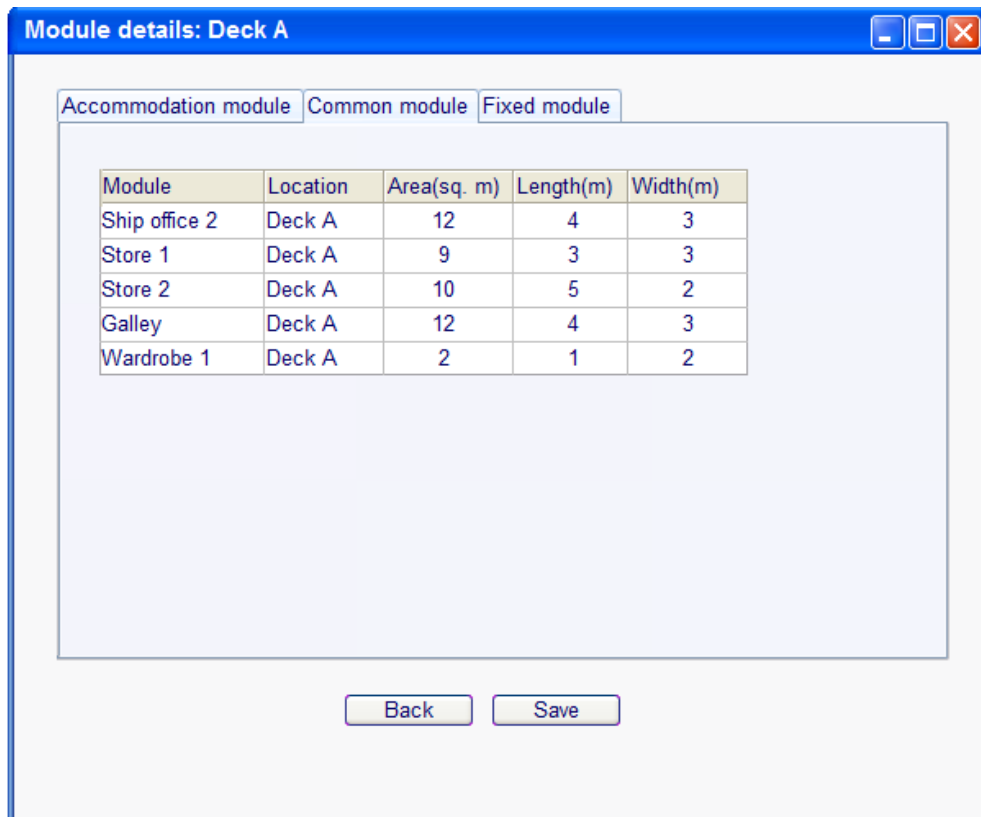 Module details: Deck A
Accommodation module Common module Fixed module
Module Location Area(sq. m) Length(m) Width(m)
Ship office 2 Deck A 12 4 3
Store 1 Deck A 9 3 3
Store 2 Deck A 10 5 2
Galley Deck A 12 4 3
Wardrobe 1 Deck A 2 1 2
Back Save